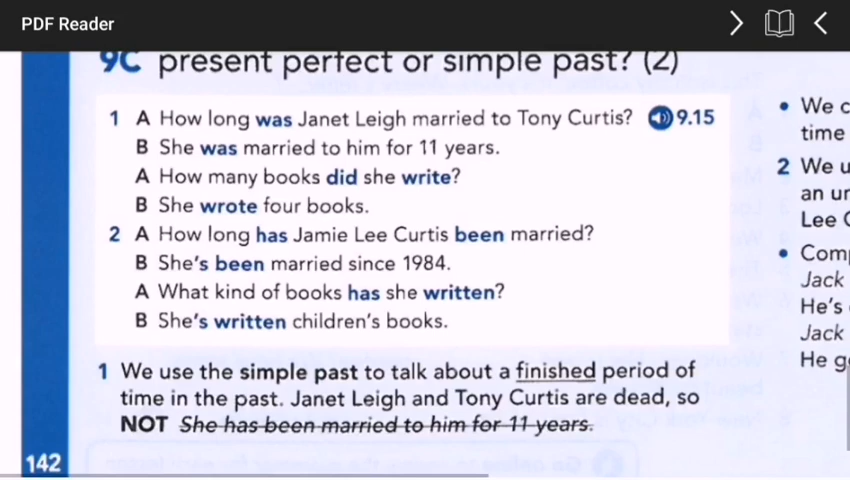 PDF Reader
9C present perfect or simple past? (2)
1 A How long was Janet Leigh married to Tony Curtis? 9.15
B She was married to him for 11 years.
A How many books did she write?
B She wrote four books.
2 A How long has Jamie Lee Curtis been married?
B She's been married since 1984.
A What kind of books has she written?
B She's written children's books.
1 We use the simple past to talk about a finished period of
time in the past. Janet Leigh and Tony Curtis are dead, so
NOT She has been married to him for 11 years.
142
• We c
time
2 We u
an ur
Lee C
• Comp
Jack
He's
Jack
He g